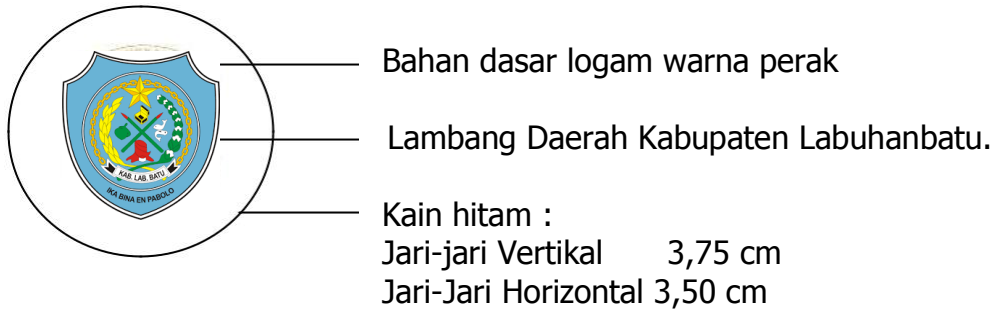 Bahan dasar logam warna perak
Lambang Daerah Kabupaten Labuhanbatu.
KAB. LAB. BATU
IKA BINA EN PABOLO
Kain hitam :
Jari-jari Vertikal 3,75 cm
Jari-Jari Horizontal 3,50 cm